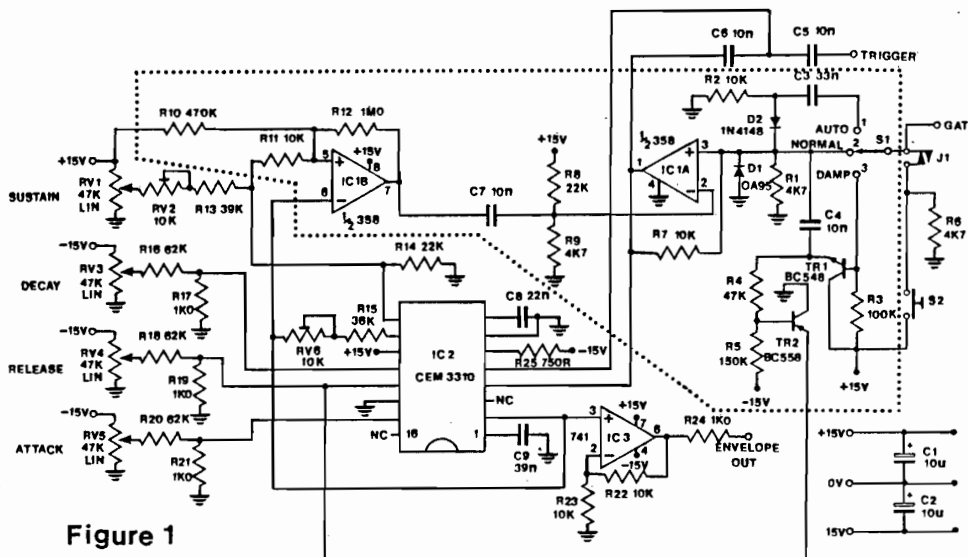 C6 10n
C5 10n
TRIGGER
R2 10K
C3 33n
R10 470K
R12 1M0
R11 10K
D2
1N4148
AUTO
1
+15V
+15V
8
5
+
IC1B
6
−
7
½ 358
½ 358
1
IC1A
4
+
3
−
2
NORMAL
2
S1
GAT
J1
DAMP
3
+15V
RV1
47K
LIN
SUSTAIN
RV2
10K
R13 39K
C7 10n
R8
22K
D1
OA95
R1
4K7
R9
4K7
R7 10K
C4
10n
R6
4K7
−15V
R16 62K
DECAY
RV3
47K
LIN
R17
1K0
R14 22K
TR1
BC548
R4
47K
R3
100K
S2
R15
36K
C8 22n
−15V
R18 62K
RV6
10K
+15V
IC 2
R25 750R
−15V
TR2
BC558
R5
150K
RELEASE
RV4
47K
LIN
CEM 3310
R19
1K0
NC
−15V
+15V
−15V
R20 62K
ATTACK
RV5
47K
LIN
NC
16
1
C9
39n
3
+
+15V
7
741
IC 3
6
2
−
4
−15V
R24 1K0
ENVELOPE
OUT
+15V
+
C1
10u
0V
R21
1K0
R23
10K
R22 10K
+
C2
10u
15V
Figure 1